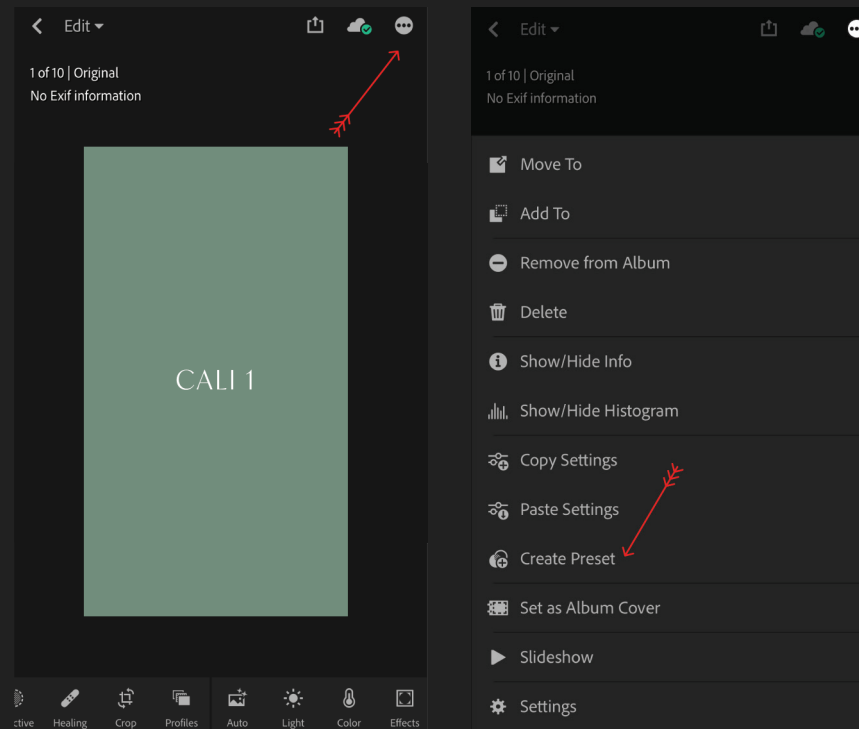 Edit
1 of 10 | Original
No Exif information
CALI 1
ctive Healing Crop Profiles Auto Light Color Effects
Edit
1 of 10 | Original
No Exif information
Move To
Add To
Remove from Album
Delete
Show/Hide Info
Show/Hide Histogram
Copy Settings
Paste Settings
Create Preset
Set as Album Cover
Slideshow
Settings